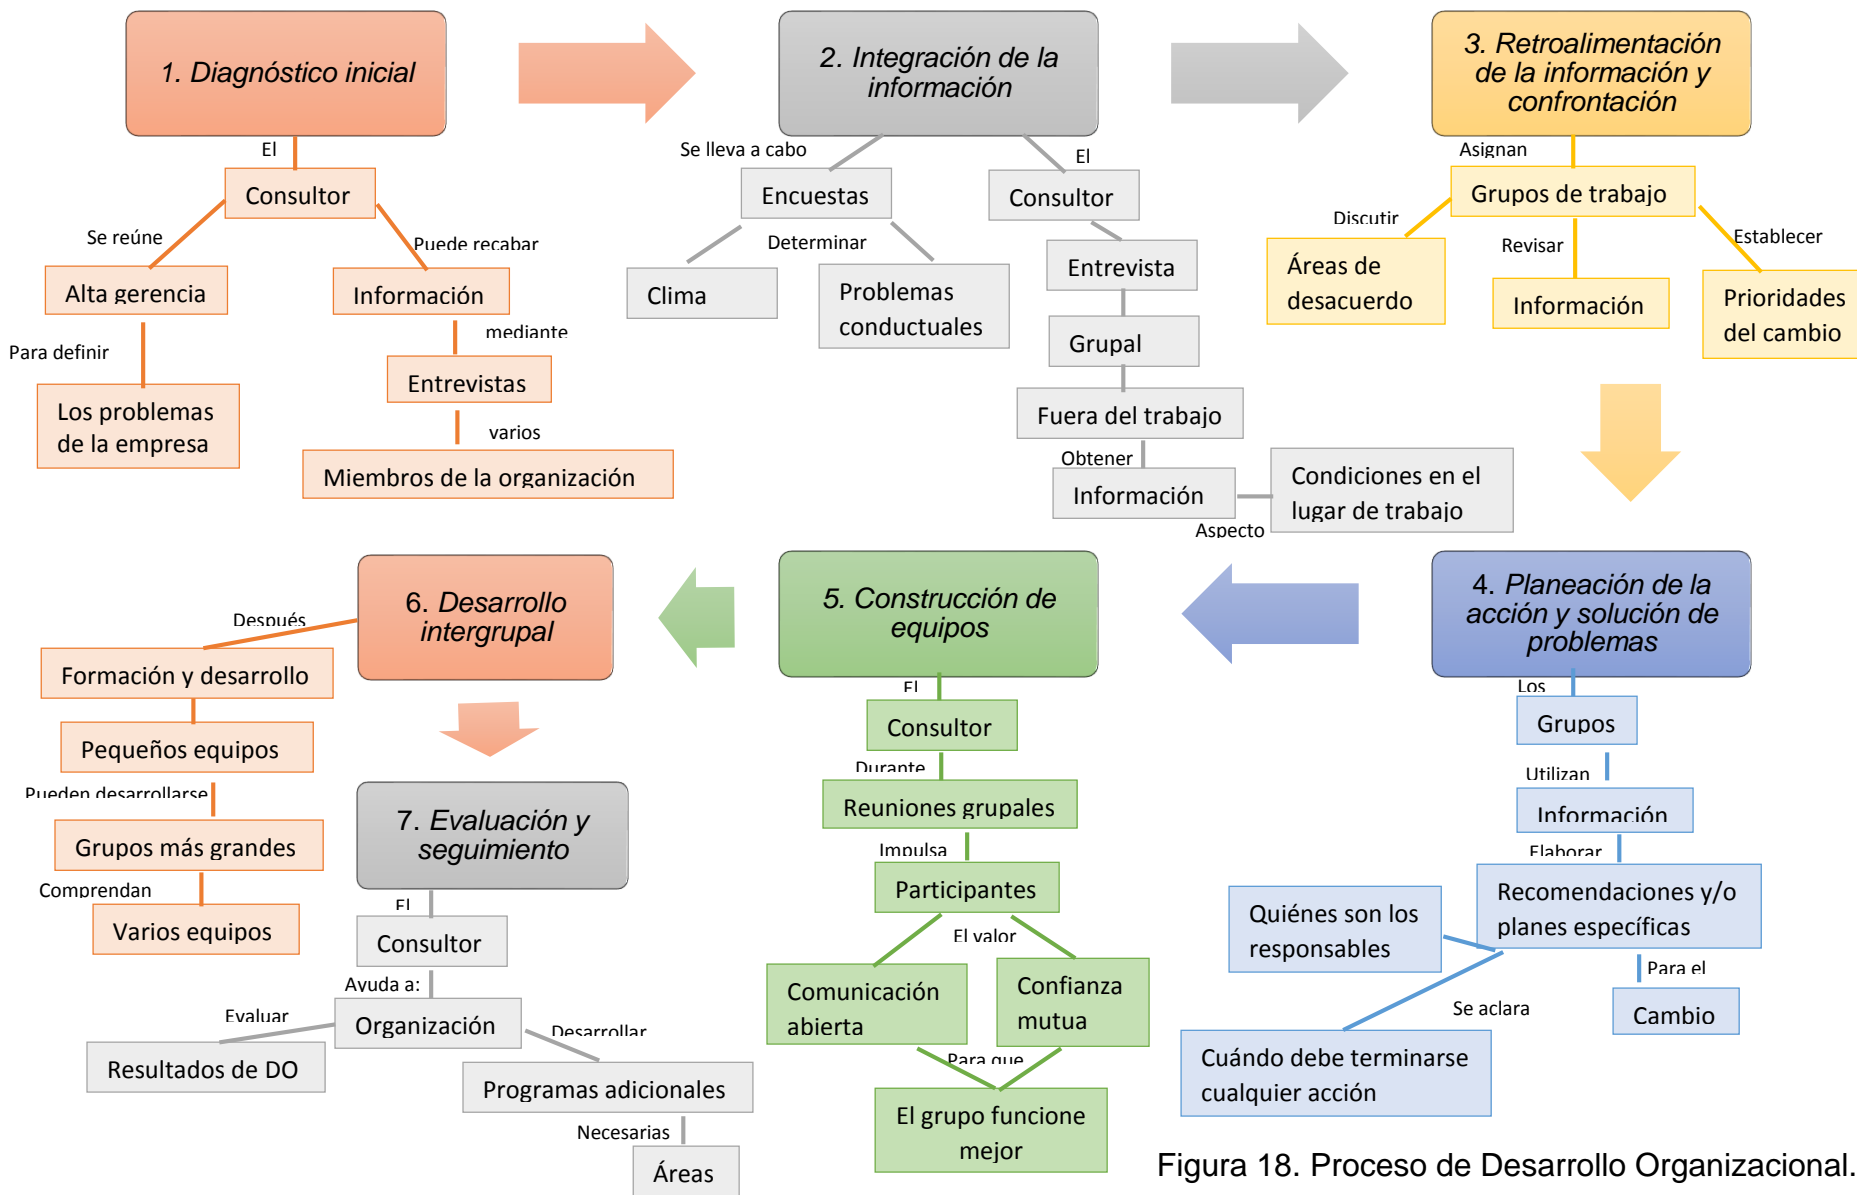 1. Diagnóstico inicial
El
Consultor
Se reúne
Puede recabar
Alta gerencia
Información
Para definir
mediante
Los problemas
de la empresa
Entrevistas
varios
Miembros de la organización
2. Integración de la
información
Se lleva a cabo
El
Encuestas
Consultor
Determinar
Clima
Problemas
conductuales
Entrevista
Grupal
Fuera del trabajo
Obtener
Información
Aspecto
Condiciones en el
lugar de trabajo
3. Retroalimentación
de la información y
confrontación
Asignan
Grupos de trabajo
Discutir
Revisar
Establecer
Áreas de
desacuerdo
Información
Prioridades
del cambio
4. Planeación de la
acción y solución de
problemas
Los
Grupos
Utilizan
Información
Elaborar
Recomendaciones y/o
planes específicas
Quiénes son los
responsables
Para el
Cambio
Se aclara
Cuándo debe terminarse
cualquier acción
5. Construcción de
equipos
El
Consultor
Durante
Reuniones grupales
Impulsa
Participantes
El valor
Comunicación
abierta
Confianza
mutua
Para que
El grupo funcione
mejor
6. Desarrollo
intergrupal
Después
Formación y desarrollo
Pequeños equipos
Pueden desarrollarse
Grupos más grandes
Comprendan
Varios equipos
7. Evaluación y
seguimiento
El
Consultor
Ayuda a:
Organización
Evaluar
Desarrollar
Resultados de DO
Programas adicionales
Necesarias
Áreas
Figura 18. Proceso de Desarrollo Organizacional.